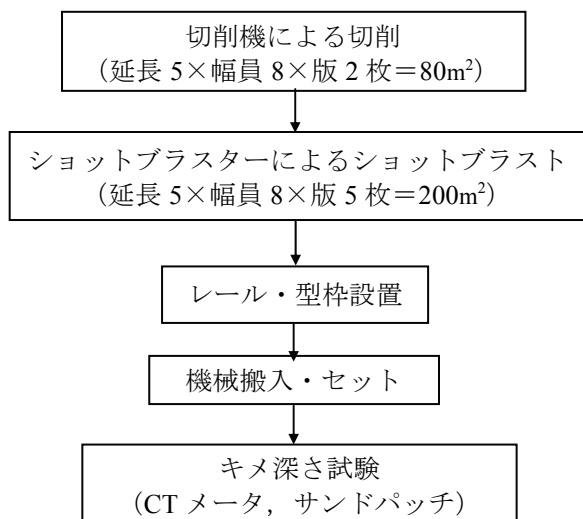 切削機による切削
（延長 5×幅員 8×版 2 枚＝80m²）
ショットブラスターによるショットブラスト
（延長 5×幅員 8×版 5 枚＝200m²）
レール・型枠設置
機械搬入・セット
キメ深さ試験
（CT メータ，サンドパッチ）